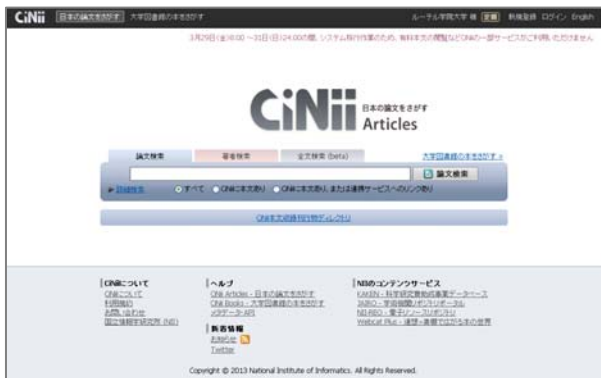 CiNii 日本の論文をさがす 大学図書館の本をさがす ルーテル学院大学 様 定額 新規登録 ログイン English
3月29日(金)8:00 ～31日(日)24:00の間、システム移行作業のため、有料本文の閲覧などCiNiiの一部サービスがご利用いただけません
CiNii 日本の論文をさがす
Articles
論文検索 著者検索 全文検索 (beta) 大学図書館の本をさがす »
論文検索
詳細検索 すべて CiNiiに本文あり CiNiiに本文あり、または連携サービスへのリンクあり
CiNii本文収録刊行物ディレクトリ
CiNiiについて ヘルプ NIIのコンテンツサービス
CiNiiについて CiNii Articles - 日本の論文をさがす KAKEN - 科学研究費助成事業データベース
利用規約 CiNii Books - 大学図書館の本をさがす JAIRO - 学術機関リポジトリポータル
お問い合わせ メタデータ・API NII-REO - 電子リソースリポジトリ
国立情報学研究所 (NII) 新着情報 Webcat Plus - 連想×書棚で広がる本の世界
お知らせ
Twitter
Copyright © 2013 National Institute of Informatics. All Rights Reserved.